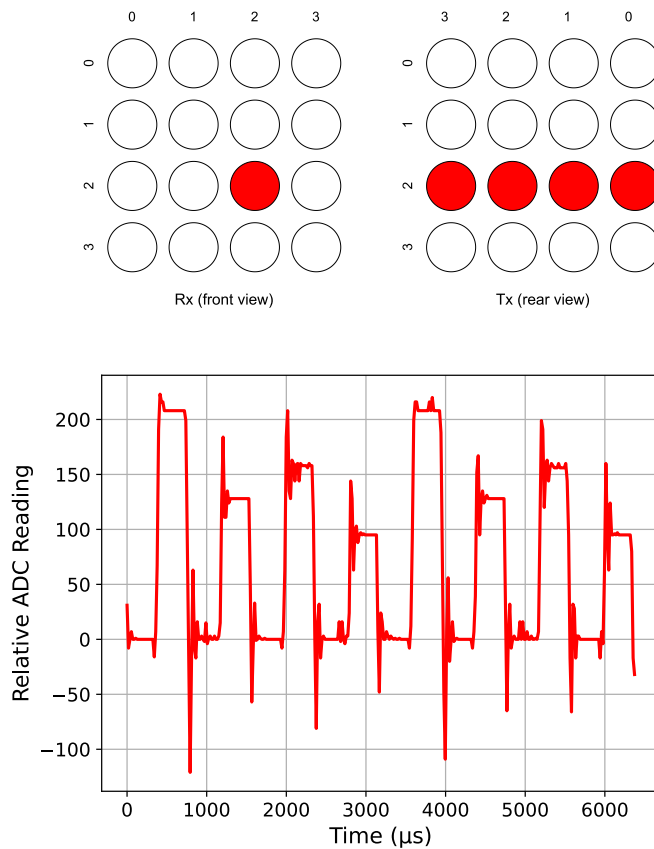 0 1 2 3
3 2 1 0
0
1
2
3
0
1
2
3
Rx (front view)
Tx (rear view)
200
150
100
50
0
−50
−100
Relative ADC Reading
0 1000 2000 3000 4000 5000 6000
Time (μs)